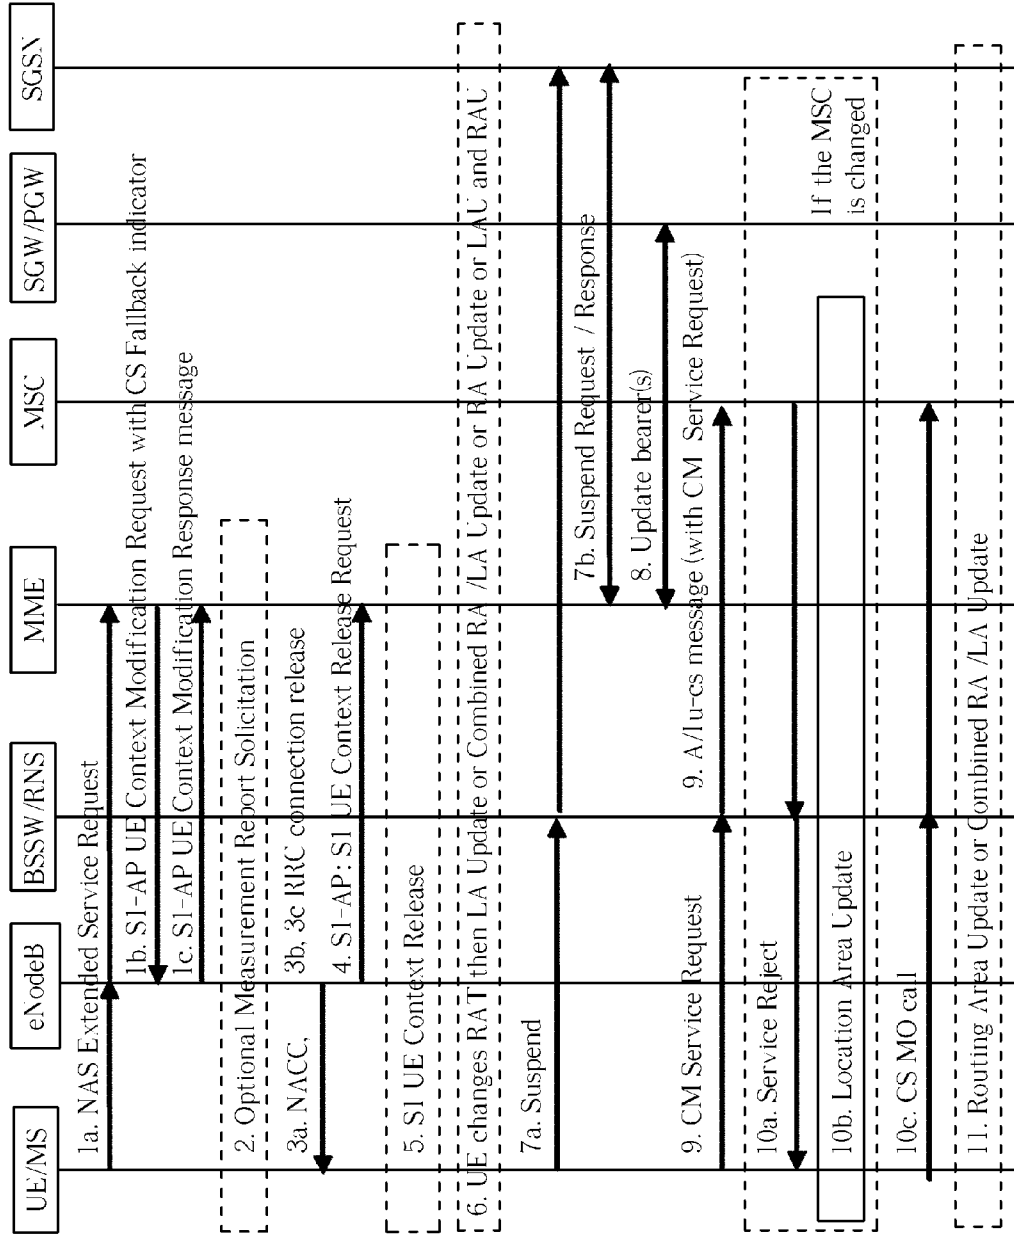 UE/MS
eNodeB
BSSW/RNS
MME
MSC
SGW/PGW
SGSN
1a. NAS Extended Service Request
1b. S1-AP UE Context Modification Request with CS Fallback indicator
1c. S1-AP UE Context Modification Response message
2. Optional Measurement Report Solicitation
3a. NACC,
3b, 3c RRC connection release
4. S1-AP: S1 UE Context Release Request
5. S1 UE Context Release
6. UE changes RAT then LA Update or Combined RA /LA Update or RA Update or LAU and RAU
7a. Suspend
7b. Suspend Request / Response
8. Update bearer(s)
9. CM Service Request
9. A/Iu-cs message (with CM Service Request)
10a. Service Reject
If the MSC
is changed
10b. Location Area Update
10c. CS MO call
11. Routing Area Update or Combined RA /LA Update